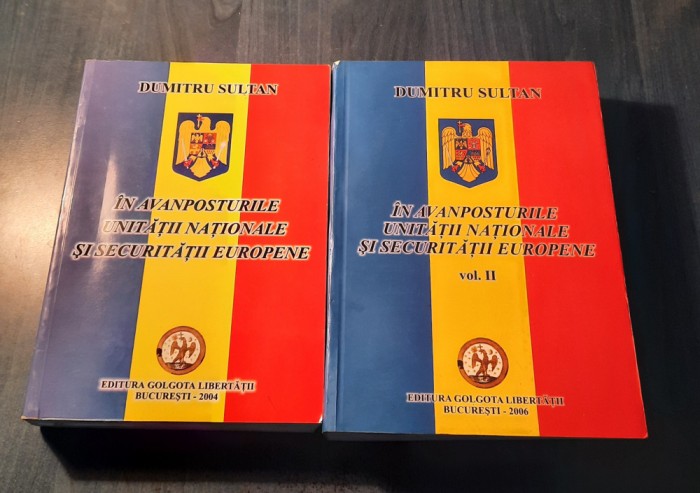 DUMITRU SULTAN
ÎN AVANPOSTURILE
UNITĂȚII NAȚIONALE
ȘI SECURITĂȚII EUROPENE
EDITURA GOLGOTA LIBERTĂȚII
BUCUREȘTI - 2004
DUMITRU SULTAN
ÎN AVANPOSTURILE
UNITĂȚII NAȚIONALE
ȘI SECURITĂȚII EUROPENE
vol. II
EDITURA GOLGOTA LIBERTĂȚII
BUCUREȘTI - 2006